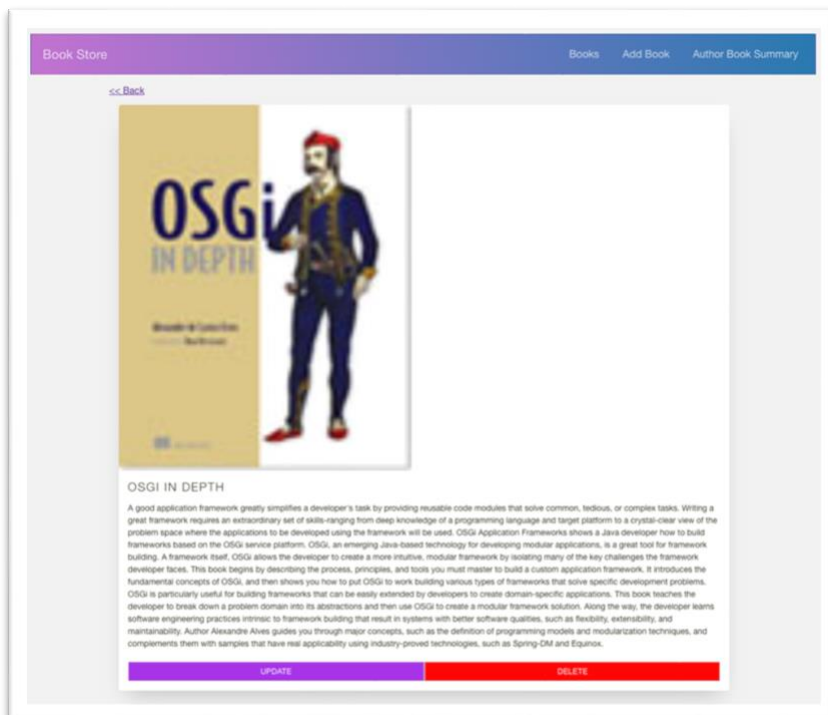 Book Store
Books Add Book Author Book Summary
<< Back
OSGi
IN DEPTH
OSGI IN DEPTH
A good application framework greatly simplifies a developer's task by providing reusable code modules that solve common, tedious, or complex tasks. Writing a
great framework requires an extraordinary set of skills-ranging from deep knowledge of a programming language and target platform to a crystal-clear view of the
problem space where the applications to be developed using the framework will be used. OSGi Application Frameworks shows a Java developer how to build
frameworks based on the OSGi service platform. OSGi, an emerging Java-based technology for developing modular applications, is a great tool for framework
building. A framework itself, OSGi allows the developer to create a more intuitive, modular framework by isolating many of the key challenges the framework
developer faces. This book begins by describing the process, principles, and tools you must master to build a custom application framework. It introduces the
fundamental concepts of OSGi, and then shows you how to put OSGi to work building various types of frameworks that solve specific development problems.
OSGi is particularly useful for building frameworks that can be easily extended by developers to create domain-specific applications. This book teaches the
developer to break down a problem domain into its abstractions and then use OSGi to create a modular framework solution. Along the way, the developer learns
software engineering practices intrinsic to framework building that result in systems with better software qualities, such as flexibility, extensibility, and
maintainability. Author Alexandre Alves guides you through major concepts, such as the definition of programming models and modularization techniques, and
complements them with samples that have real applicability using industry-proved technologies, such as Spring-DM and Equinox.
UPDATE DELETE